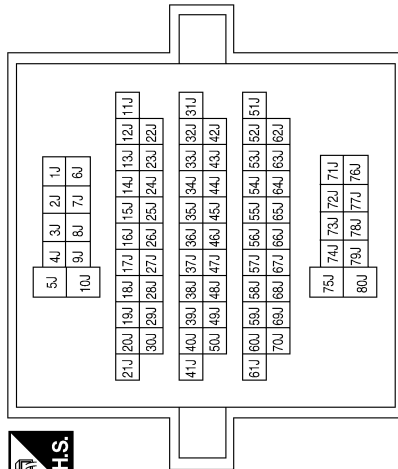 H.S.
5J 4J 3J 2J 1J
10J 9J 8J 7J 6J
21J 20J 19J 18J 17J 16J 15J 14J 13J 12J 11J
30J 29J 28J 27J 26J 25J 24J 23J 22J
41J 40J 39J 38J 37J 36J 35J 34J 33J 32J 31J
50J 49J 48J 47J 46J 45J 44J 43J 42J
61J 60J 59J 58J 57J 56J 55J 54J 53J 52J 51J
70J 69J 68J 67J 66J 65J 64J 63J 62J
75J 74J 73J 72J 71J
80J 79J 78J 77J 76J